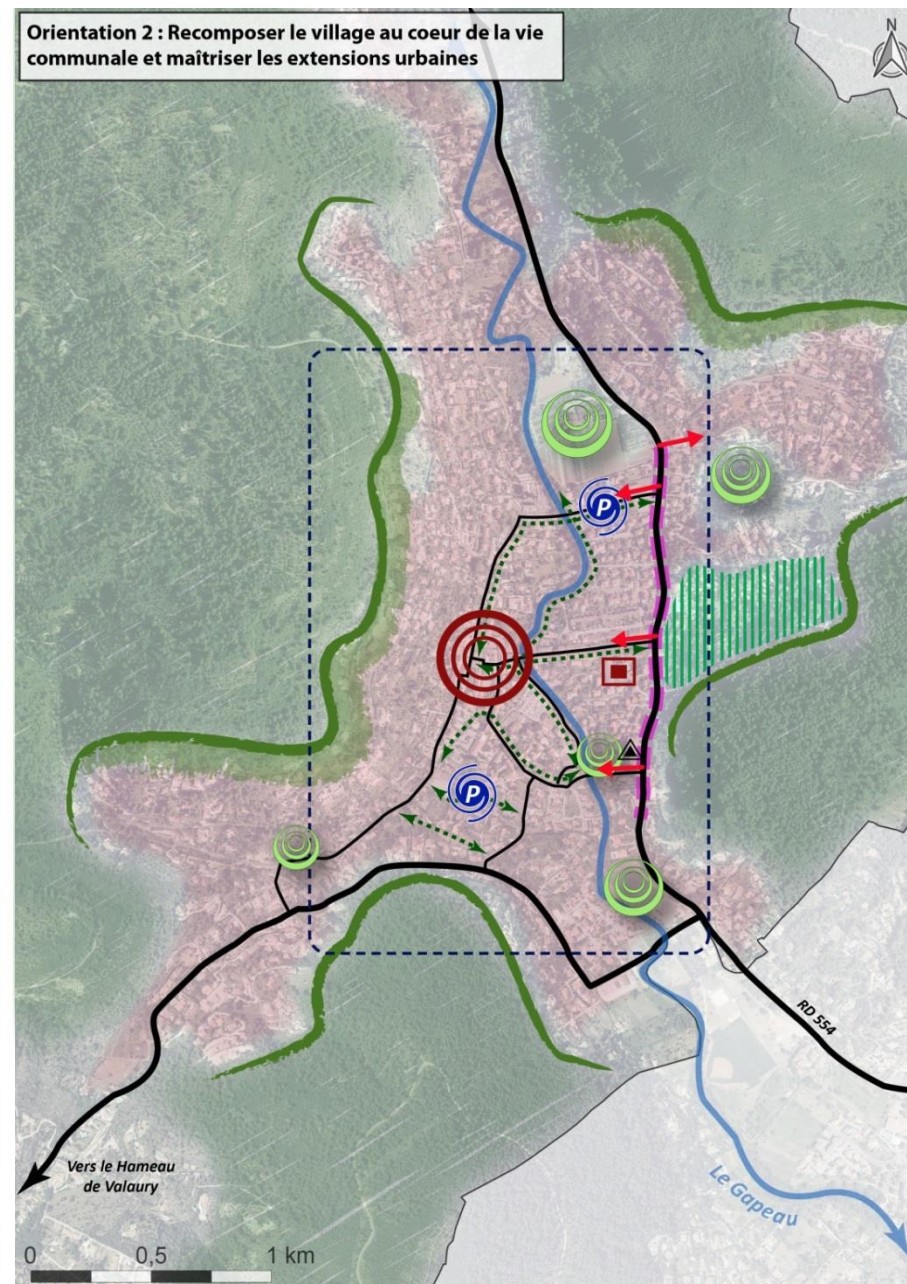 Orientation 2 : Recomposer le village au coeur de la vie
communale et maîtriser les extensions urbaines
N
P
P
RD 554
Vers le Hameau
de Valaury
Le Gapeau
0 0,5 1 km